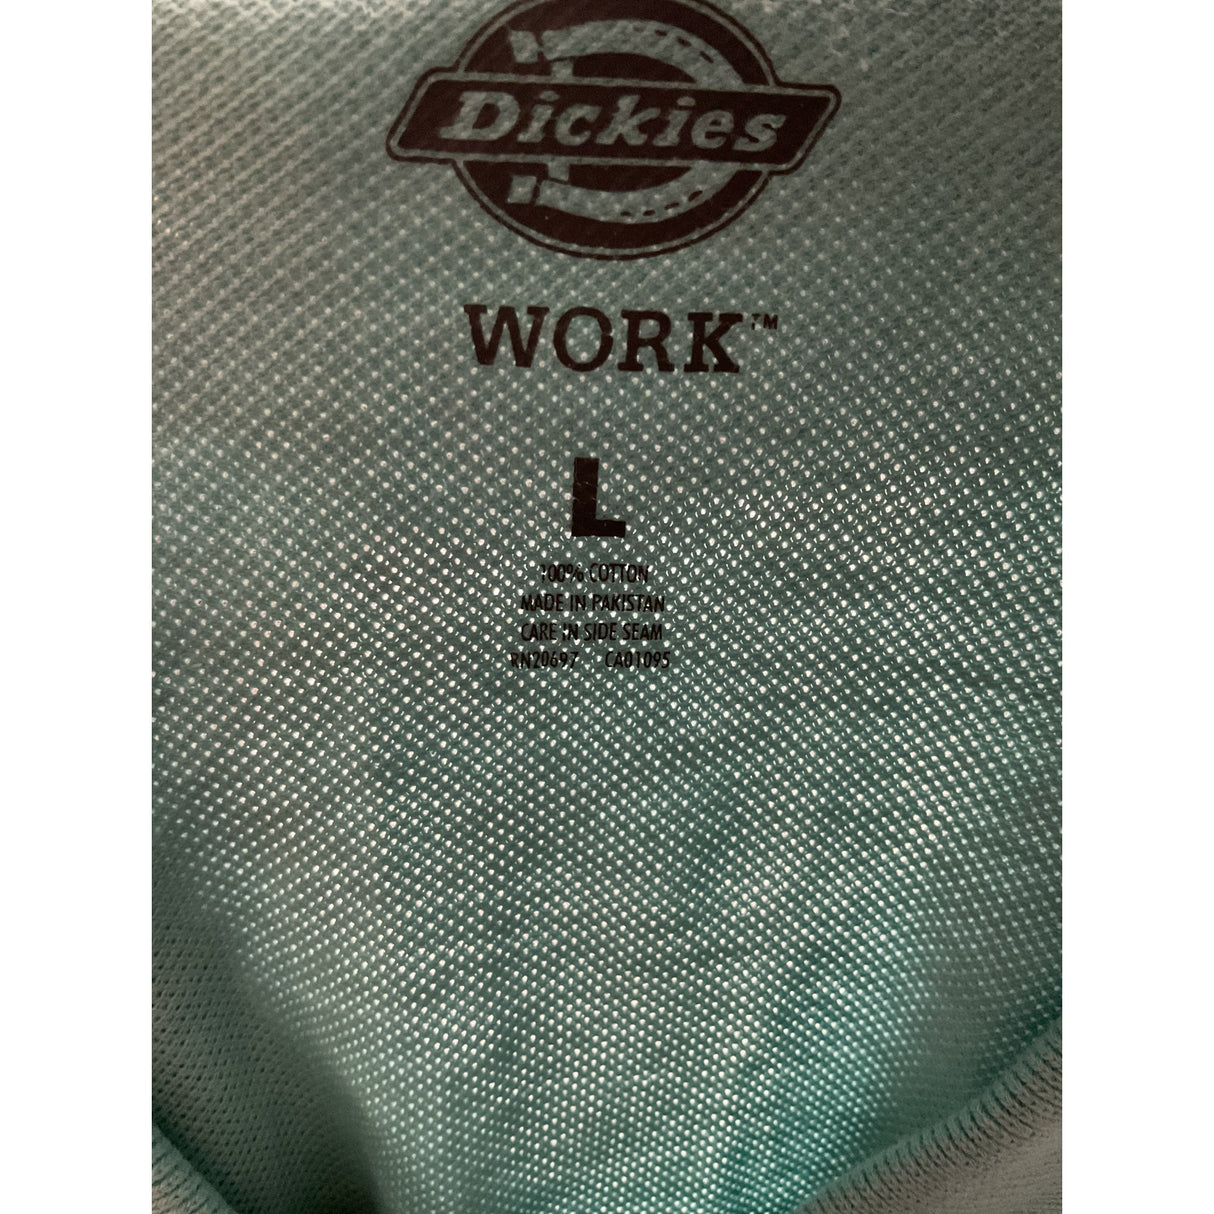 Dickies
WORK™
L
100% COTTON
MADE IN PAKISTAN
CARE IN SIDE SEAM
RN20697 CA01095